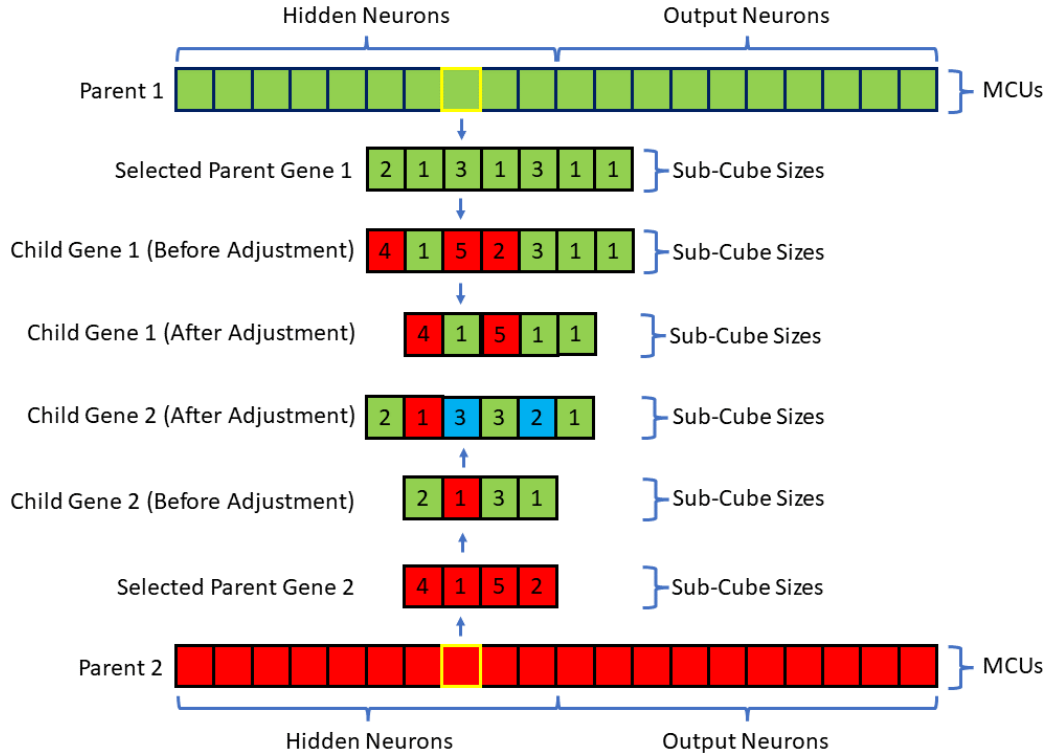 Hidden Neurons Output Neurons
Parent 1 MCUs
Selected Parent Gene 1 2 1 3 1 3 1 1 Sub-Cube Sizes
Child Gene 1 (Before Adjustment) 4 1 5 2 3 1 1 Sub-Cube Sizes
Child Gene 1 (After Adjustment) 4 1 5 1 1 Sub-Cube Sizes
Child Gene 2 (After Adjustment) 2 1 3 3 2 1 Sub-Cube Sizes
Child Gene 2 (Before Adjustment) 2 1 3 1 Sub-Cube Sizes
Selected Parent Gene 2 4 1 5 2 Sub-Cube Sizes
Parent 2 MCUs
Hidden Neurons Output Neurons